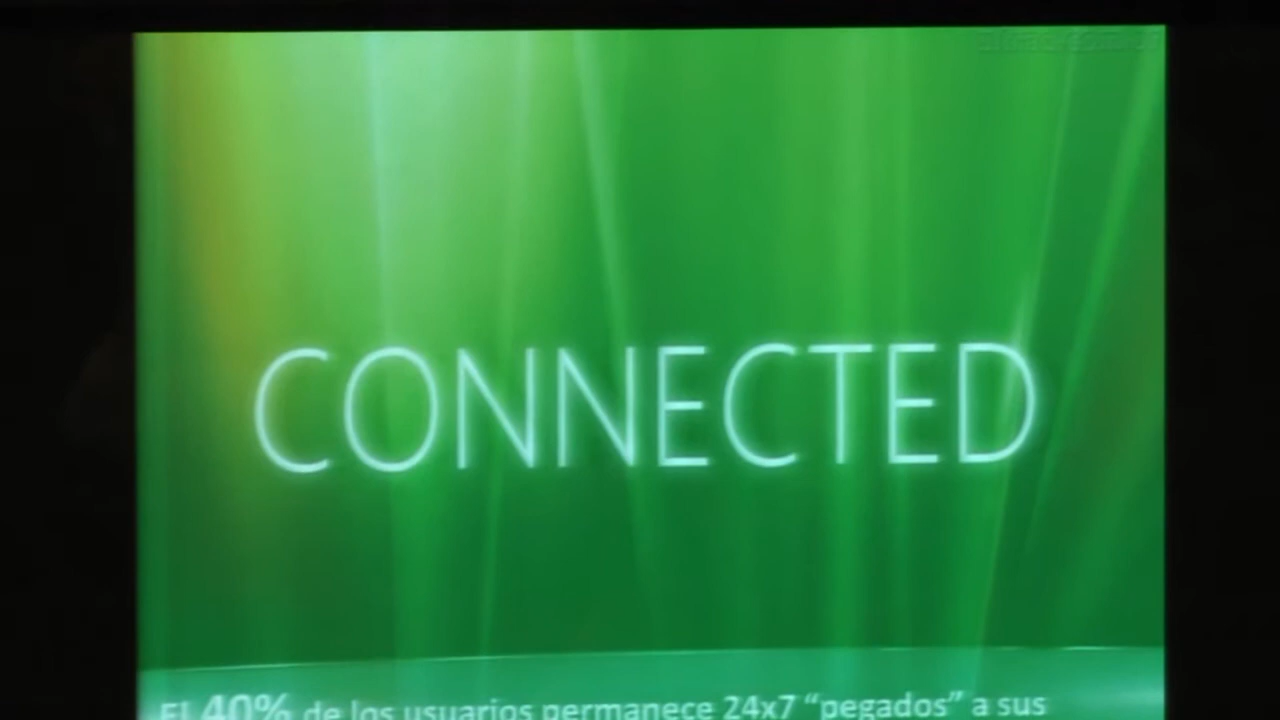 CONNECTED
El 40% de los usuarios permanece 24x7 “pegados” a sus